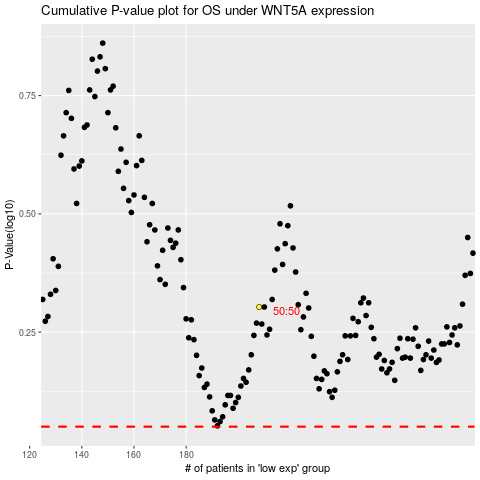 Cumulative P-value plot for OS under WNT5A expression
P-Value(log10)
0.75
0.50
0.25
50:50
120 140 160 180
# of patients in 'low exp' group